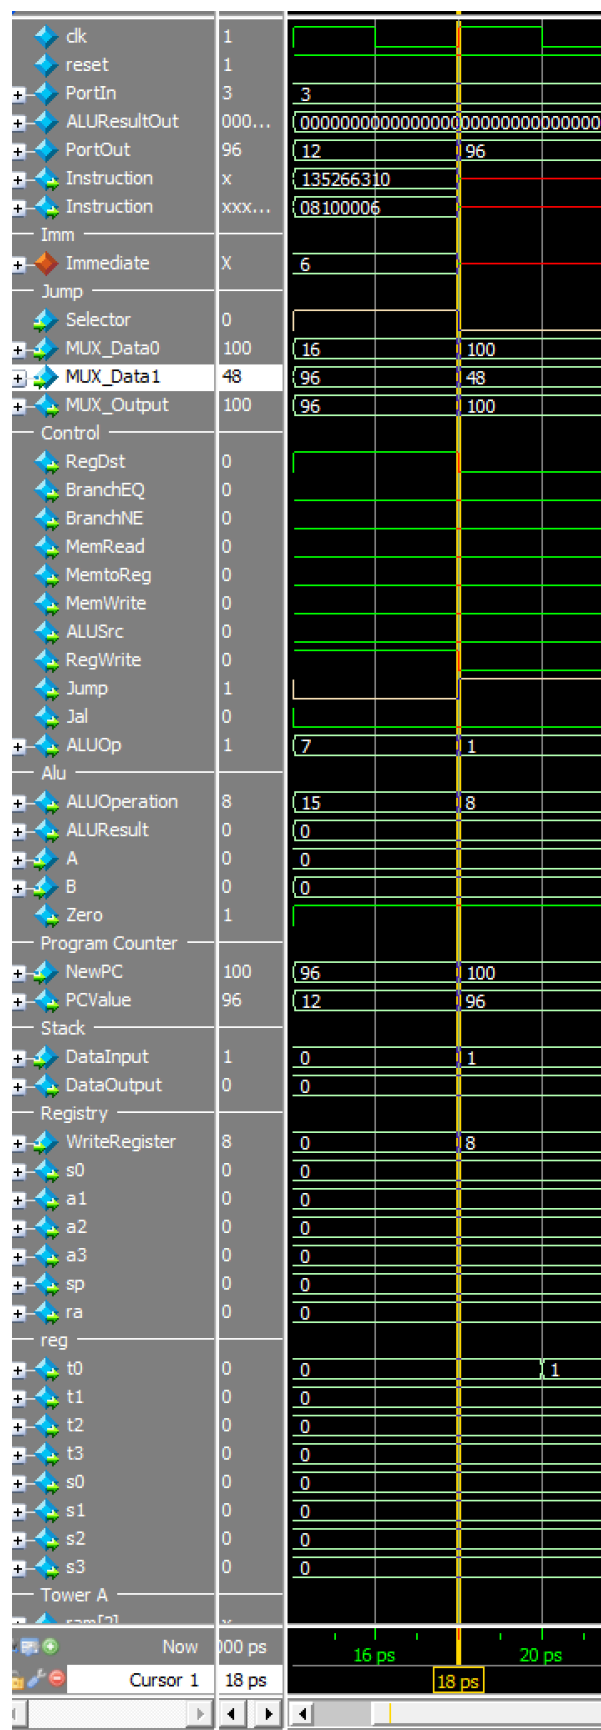 clk 1
reset 1
PortIn 3 3
ALUResultOut 000... 000000000000000000000000000000000
PortOut 96 12 96
Instruction x 135266310
Instruction xxx... 08100006
Imm
Immediate X 6
Jump
Selector 0
MUX_Data0 100 16 100
MUX_Data1 48 96 48
MUX_Output 100 96 100
Control
RegDst 0
BranchEQ 0
BranchNE 0
MemRead 0
MemtoReg 0
MemWrite 0
ALUSrc 0
RegWrite 0
Jump 1
Jal 0
ALUOp 1 7 1
Alu
ALUOperation 8 15 8
ALUResult 0 0
A 0 0
B 0 0
Zero 1
Program Counter
NewPC 100 96 100
PCValue 96 12 96
Stack
DataInput 1 0 1
DataOutput 0 0
Registry
WriteRegister 8 0 8
s0 0 0
a1 0 0
a2 0 0
a3 0 0
sp 0 0
ra 0 0
reg
t0 0 0 1
t1 0 0
t2 0 0
t3 0 0
s0 0 0
s1 0 0
s2 0 0
s3 0 0
Tower A
Now 000 ps 16 ps 20 ps
Cursor 1 18 ps 18 ps